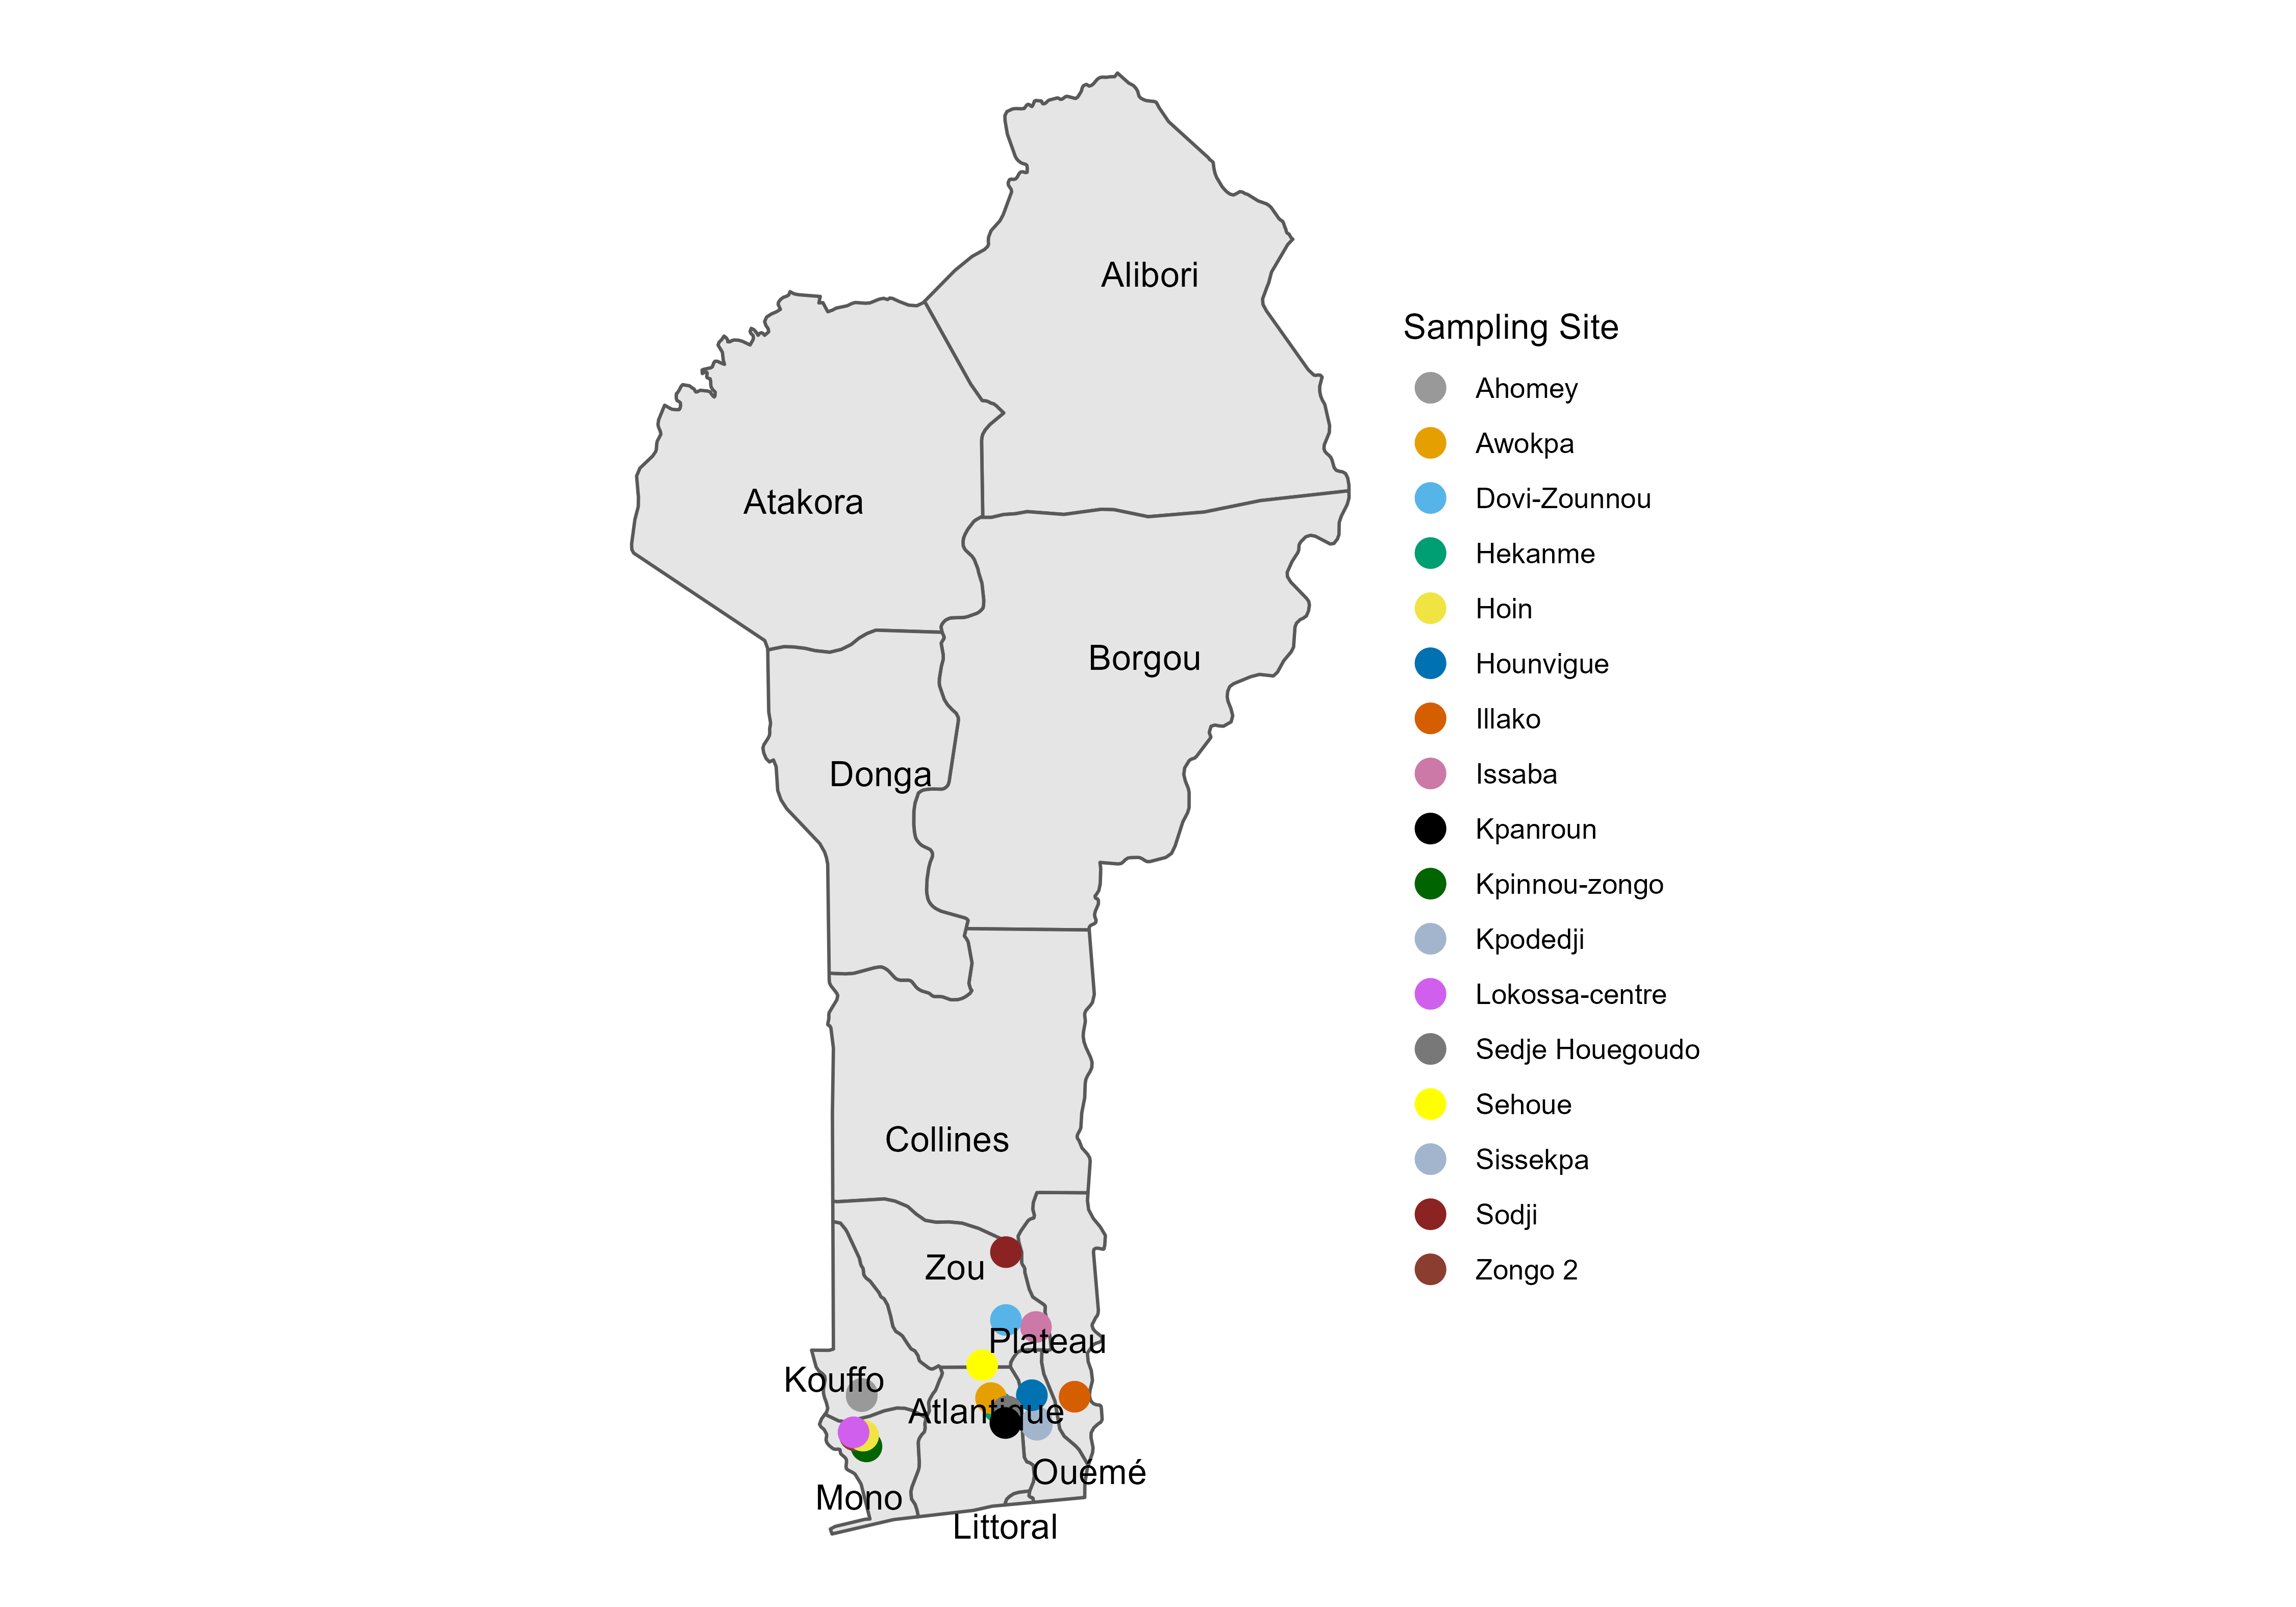 Alibori
Sampling Site
Ahomey
Awokpa
Atakora
Dovi-Zounnou
Hekanme
Hoin
Borgou
Hounvigue
Illako
Donga
Issaba
Kpanroun
Kpinnou-zongo
Kpodedji
Lokossa-centre
Sedje Houegoudo
Sehoue
Collines
Sissekpa
Sodji
Zou
Zongo 2
Plateau
Kouffo
Atlantique
Ouémé
Mono
Littoral